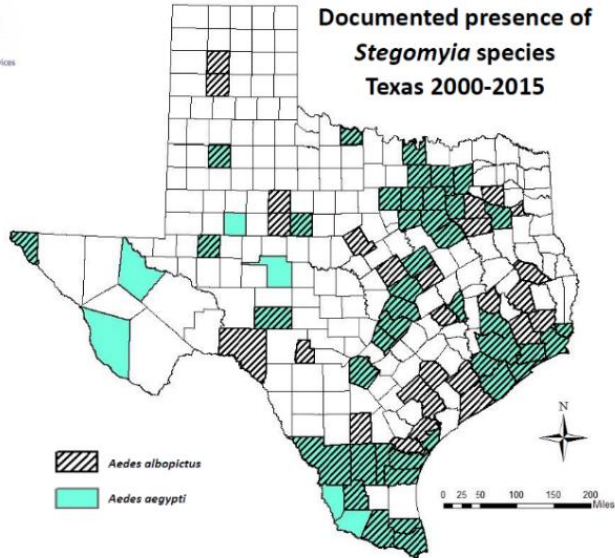 vices
Documented presence of
Stegomyia species
Texas 2000-2015
Aedes albopictus
Aedes aegypti
N
0 25 50 100 150 200
Miles